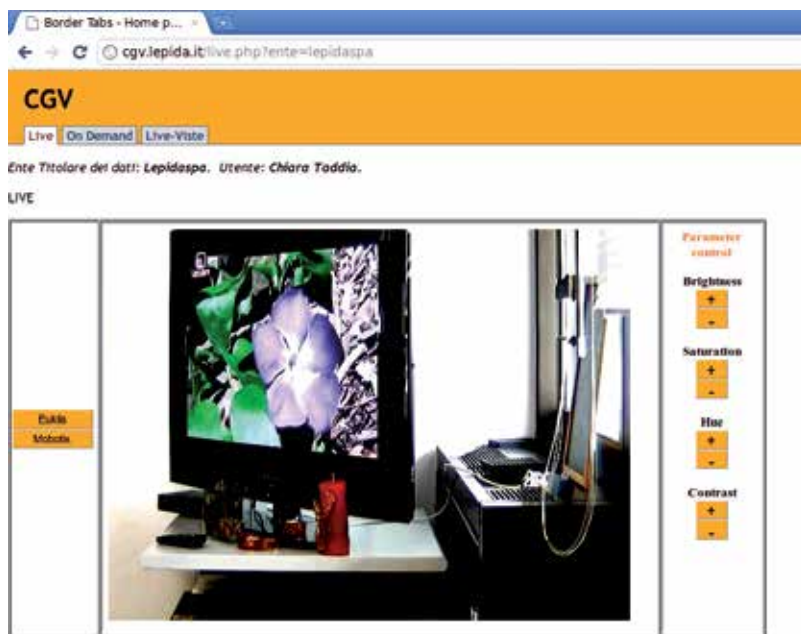 Border Tabs - Home p...
cgv.lepida.it/live.php?ente=lepidaspa
CGV
Live On Demand Live-Viste
Ente Titolare dei dati: Lepidaspa. Utente: Chiara Taddia.
LIVE
Parameter
control
Brightness
+
-
Saturation
+
-
Mobotix
Hue
+
-
Contrast
+
-